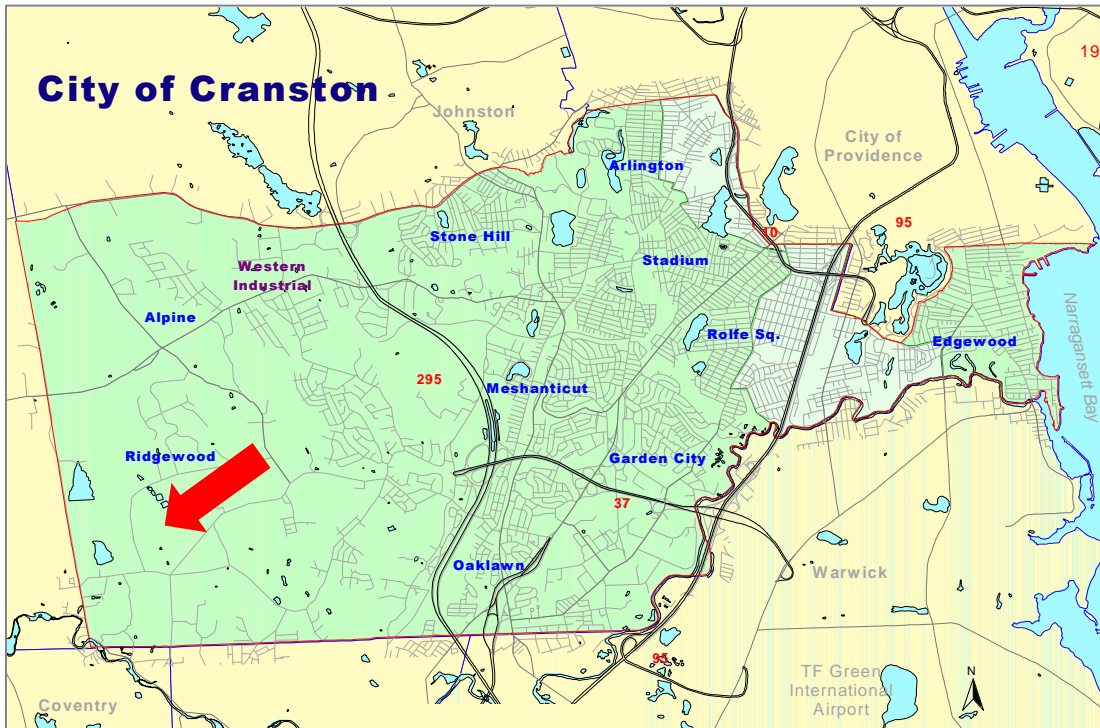 City of Cranston
19
Johnston
City of
Providence
Arlington
95
10
Stone Hill
Stadium
Western
Industrial
Alpine
Rolfe Sq.
Edgewood
Narragansett Bay
295
Meshanticut
Ridgewood
Garden City
37
Oaklawn
Warwick
95
TF Green
International
Airport
N
Coventry